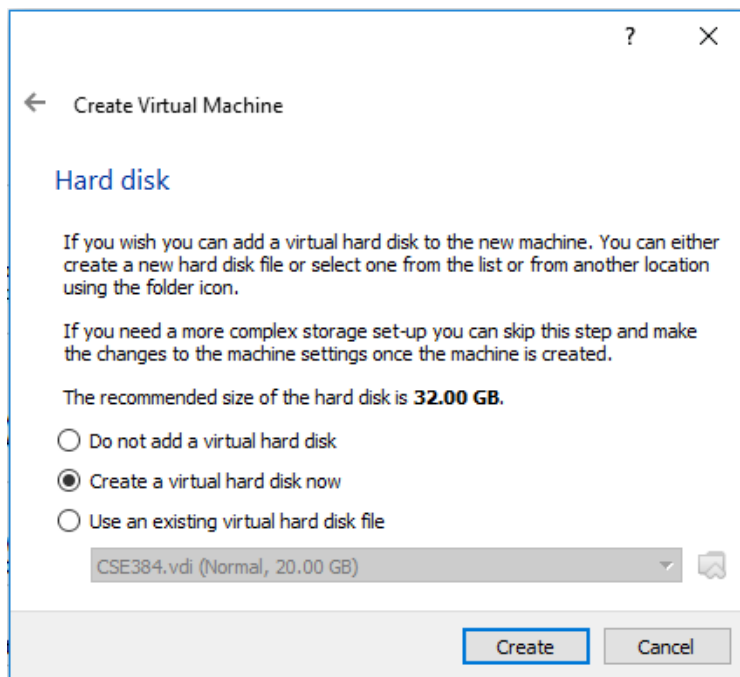 ?
Create Virtual Machine
Hard disk
If you wish you can add a virtual hard disk to the new machine. You can either
create a new hard disk file or select one from the list or from another location
using the folder icon.
If you need a more complex storage set-up you can skip this step and make
the changes to the machine settings once the machine is created.
The recommended size of the hard disk is 32.00 GB.
Do not add a virtual hard disk
Create a virtual hard disk now
Use an existing virtual hard disk file
CSE384.vdi (Normal, 20.00 GB)
Create Cancel